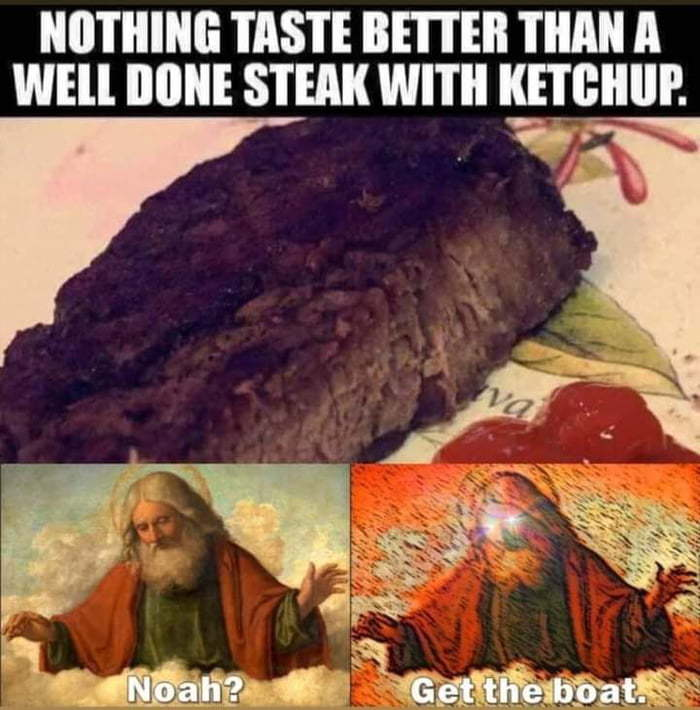 NOTHING TASTE BETTER THAN A
WELL DONE STEAK WITH KETCHUP.
Noah?
Get the boat.